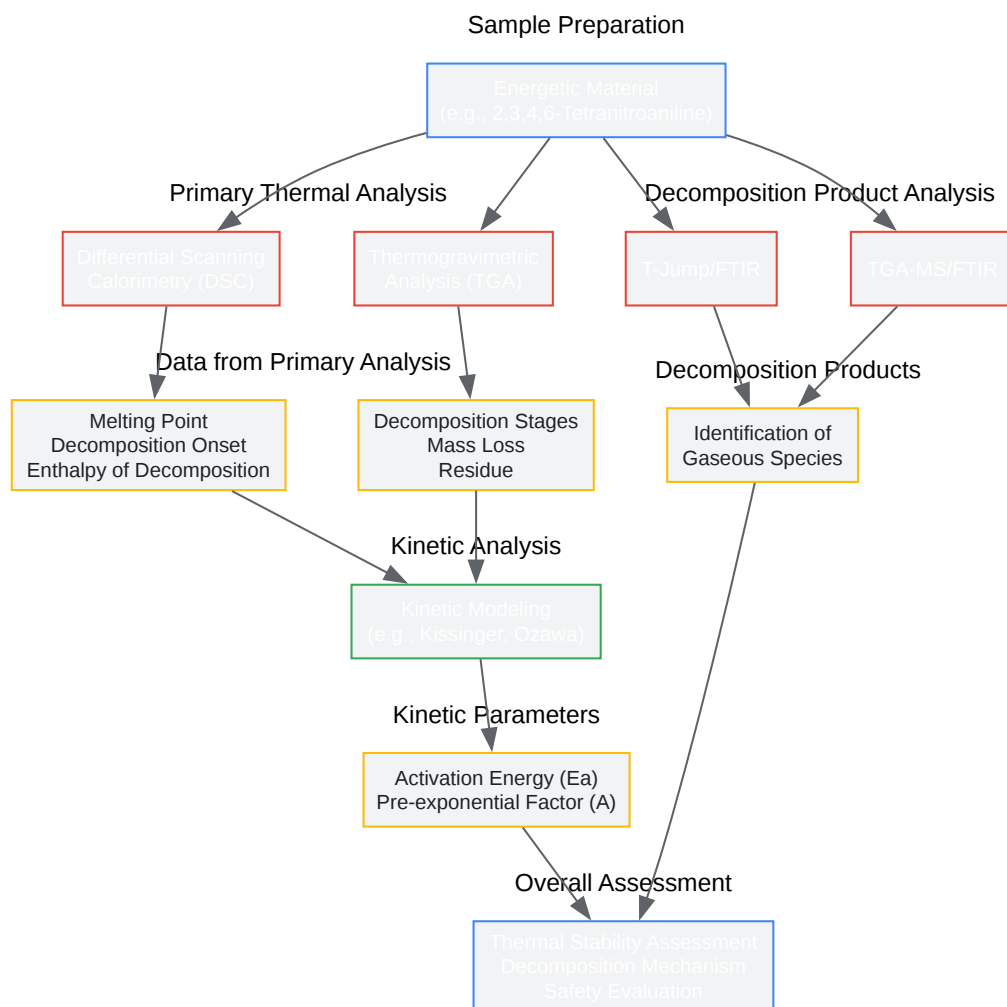 Sample Preparation
Energetic Material
(e.g., 2,3,4,6-Tetranitroaniline)
Primary Thermal Analysis
Decomposition Product Analysis
Differential Scanning
Calorimetry (DSC)
Thermogravimetric
Analysis (TGA)
T-Jump/FTIR
TGA-MS/FTIR
Data from Primary Analysis
Decomposition Products
Melting Point
Decomposition Onset
Enthalpy of Decomposition
Decomposition Stages
Mass Loss
Residue
Identification of
Gaseous Species
Kinetic Analysis
Kinetic Modeling
(e.g., Kissinger, Ozawa)
Kinetic Parameters
Activation Energy (Ea)
Pre-exponential Factor (A)
Overall Assessment
Thermal Stability Assessment
Decomposition Mechanism
Safety Evaluation